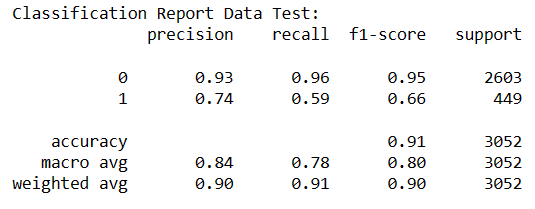 Classification Report Data Test:
precision recall f1-score support
0 0.93 0.96 0.95 2603
1 0.74 0.59 0.66 449
accuracy 0.91 3052
macro avg 0.84 0.78 0.80 3052
weighted avg 0.90 0.91 0.90 3052